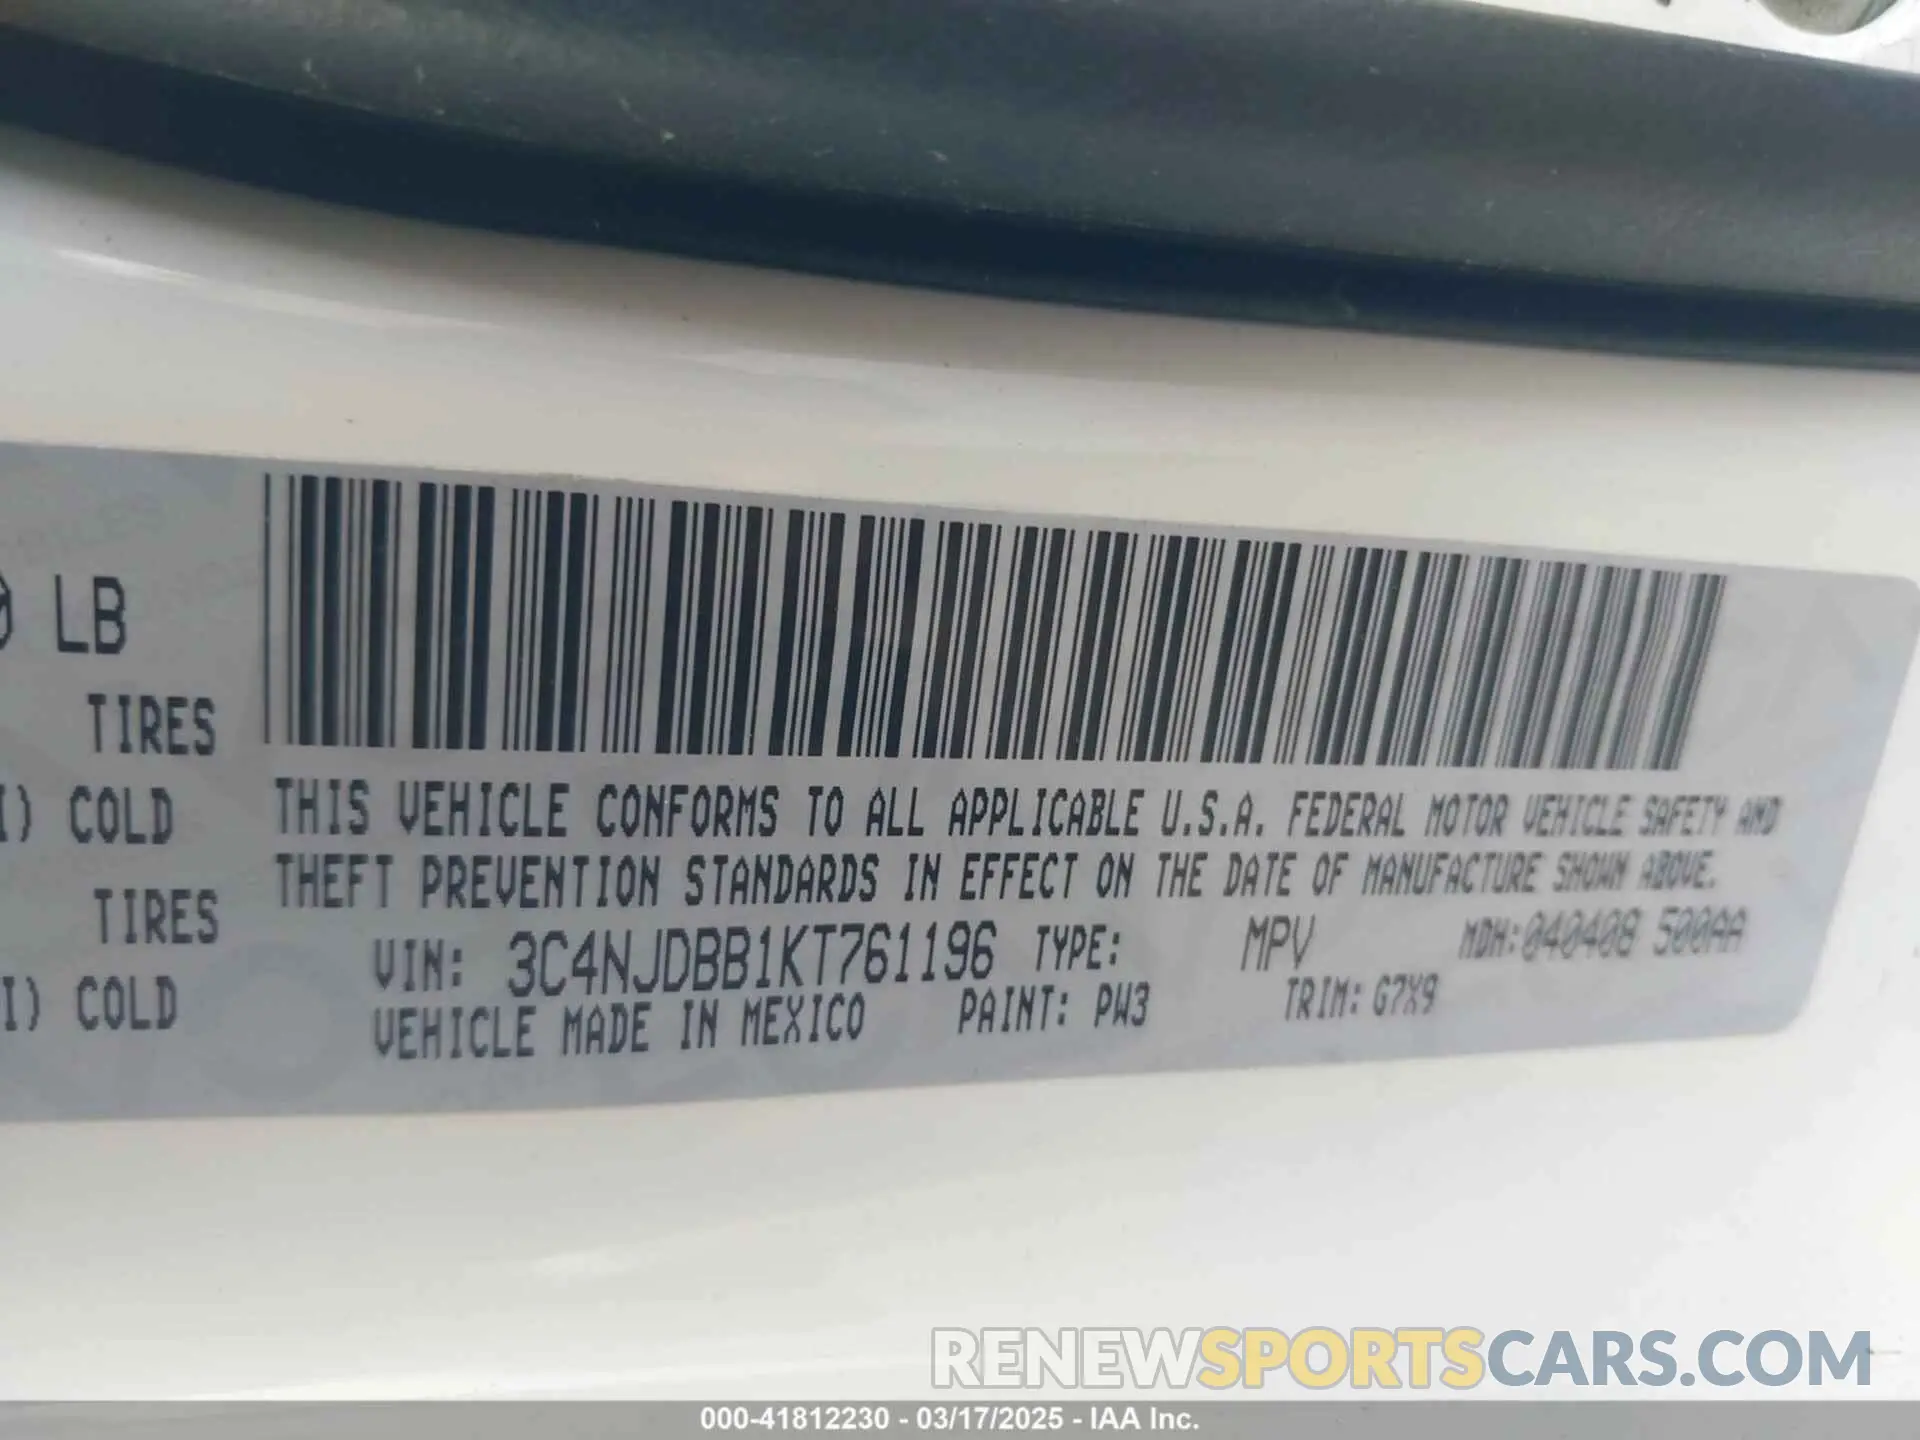 0 LB
TIRES
I) COLD
TIRES
I) COLD
THIS VEHICLE CONFORMS TO ALL APPLICABLE U.S.A. FEDERAL MOTOR VEHICLE SAFETY AND
THEFT PREVENTION STANDARDS IN EFFECT ON THE DATE OF MANUFACTURE SHOWN ABOVE.
VIN: 3C4NJDBB1KT761196 TYPE: MPV MDH:040408 500AA
VEHICLE MADE IN MEXICO PAINT: PW3 TRIM: G7X9
RENEWSPORTSCARS.COM
000-41812230 - 03/17/2025 - IAA Inc.